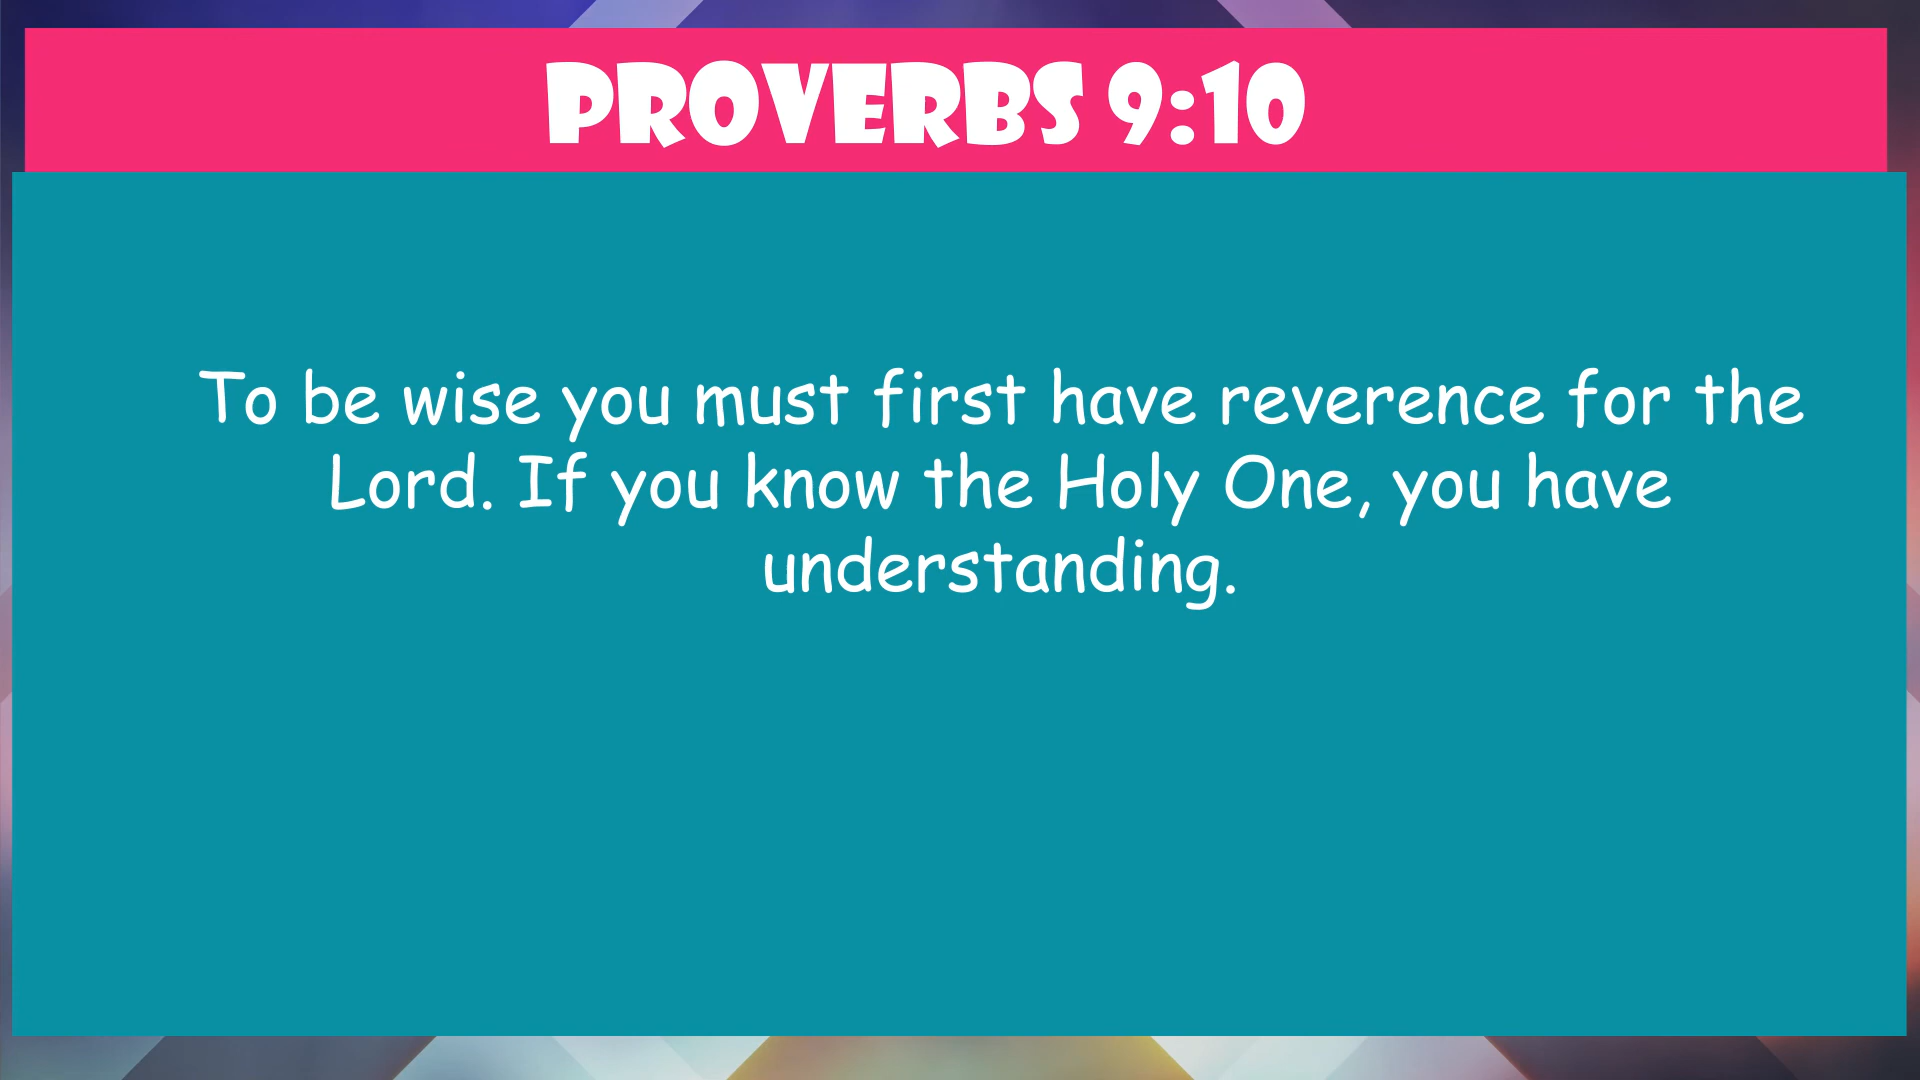 PROVERBS 9:10
To be wise you must first have reverence for the
Lord. If you know the Holy One, you have
understanding.